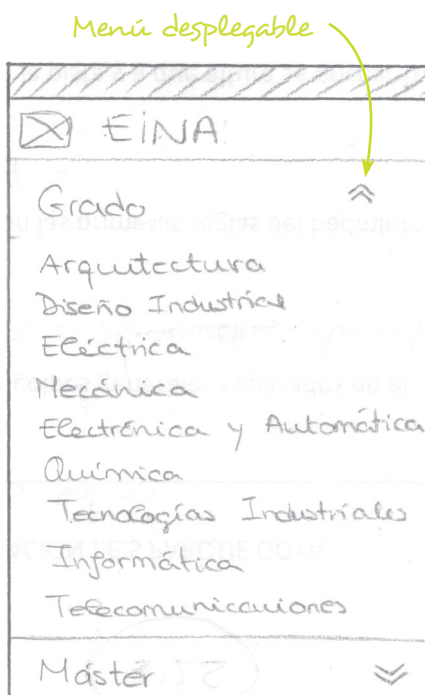 Menú desplegable
EINA
Grado
Arquitectura
Diseño Industrial
Eléctrica
Mecánica
Electrónica y Automática
Química
Tecnologías Industriales
Informática
Telecomunicaciones
Máster